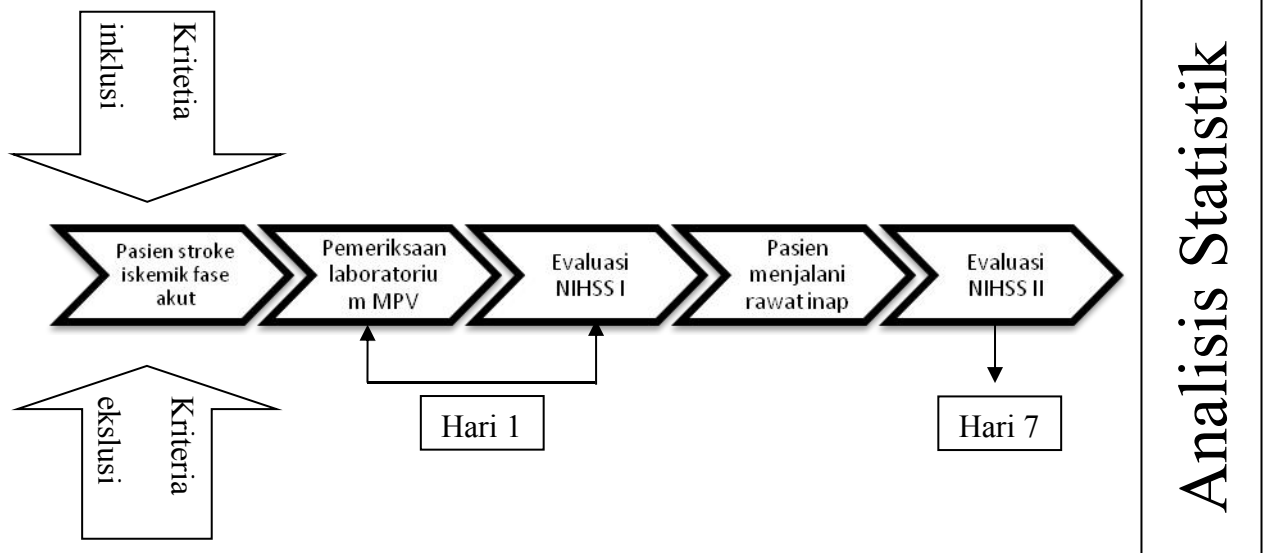 Kritetia
inklusi
Pasien stroke
iskemik fase
akut
Pemeriksaan
laboratoriu
m MPV
Evaluasi
NIHSS I
Pasien
menjalani
rawat inap
Evaluasi
NIHSS II
Kriteria
ekslusi
Hari 1
Hari 7
Analisis Statistik